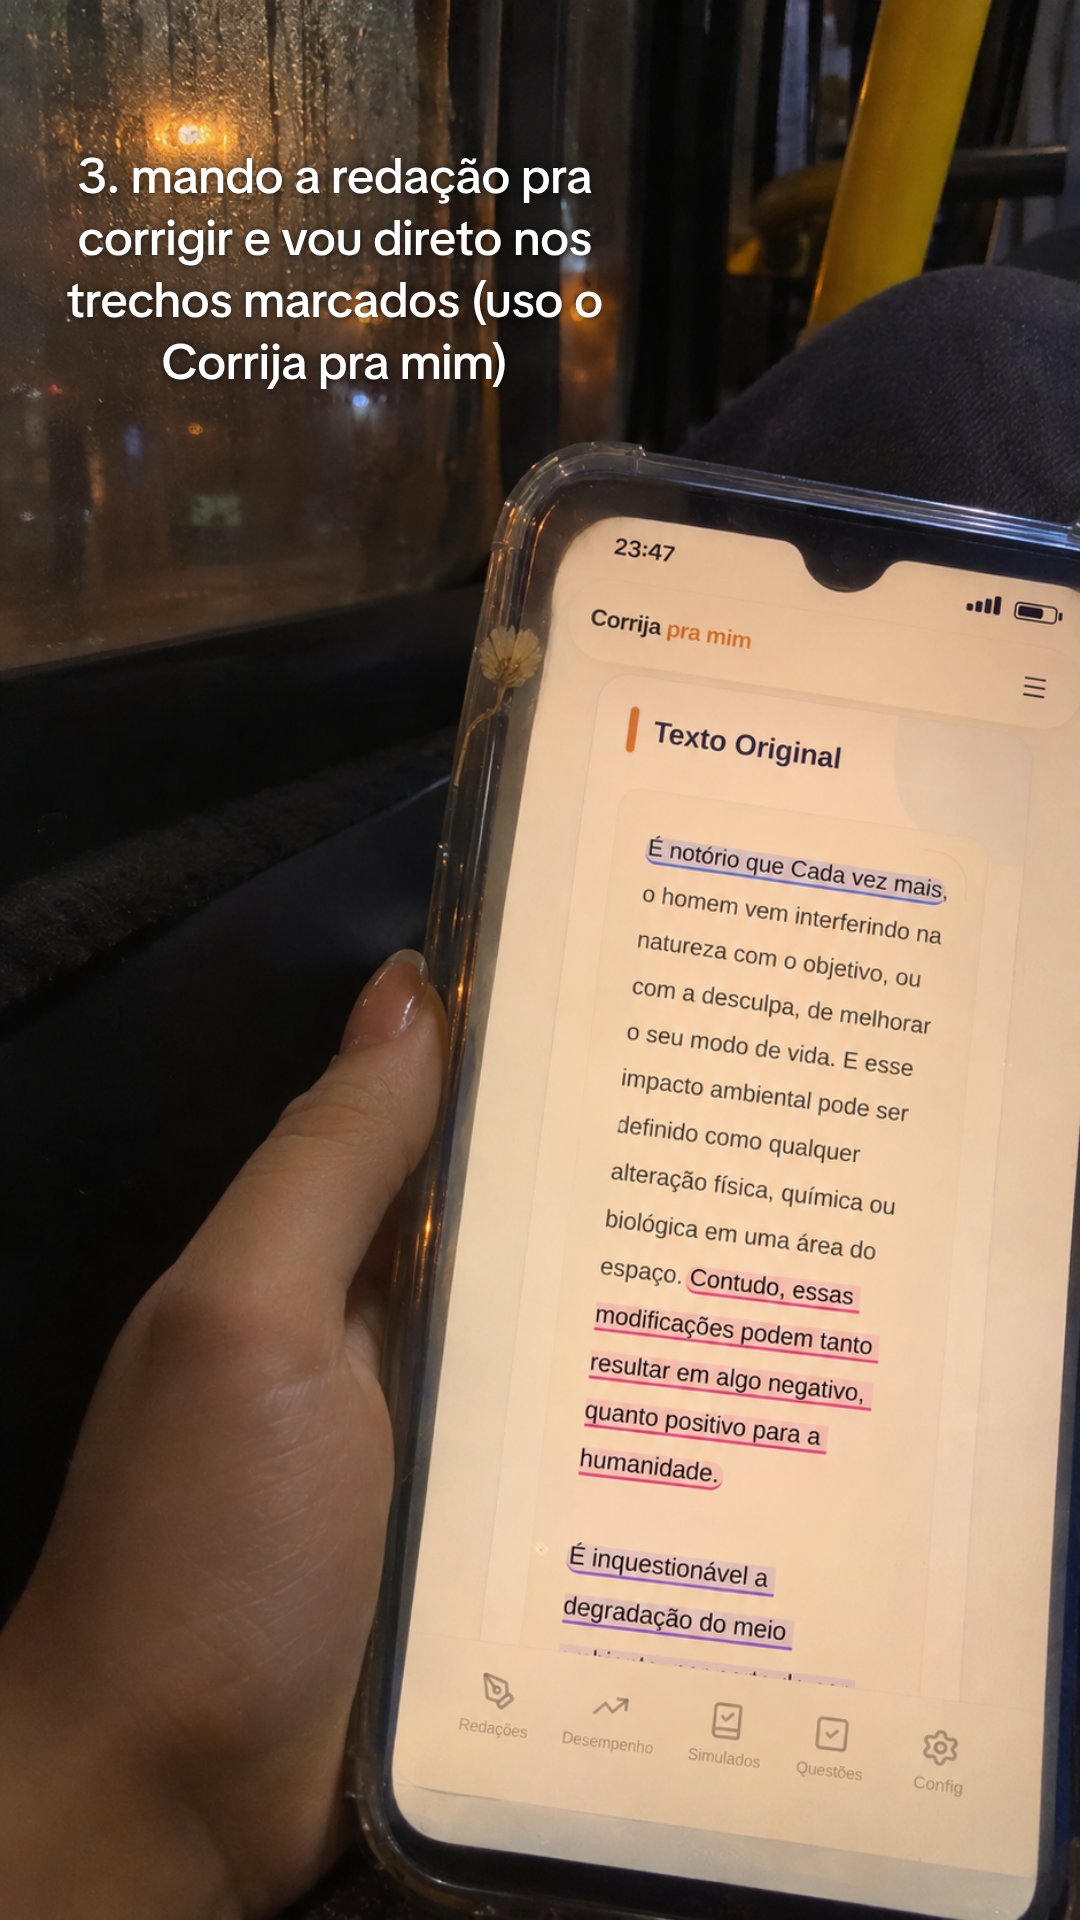 3. mando a redação pra
corrigir e vou direto nos
trechos marcados (uso o
Corrija pra mim)
23:47
Corrija pra mim
Texto Original
É notório que Cada vez mais,
o homem vem interferindo na
natureza com o objetivo, ou
com a desculpa, de melhorar
o seu modo de vida. E esse
impacto ambiental pode ser
definido como qualquer
alteração física, química ou
biológica em uma área do
espaço. Contudo, essas
modificações podem tanto
resultar em algo negativo,
quanto positivo para a
humanidade.
É inquestionável a
degradação do meio
Redações
Desempenho
Simulados
Questões
Config